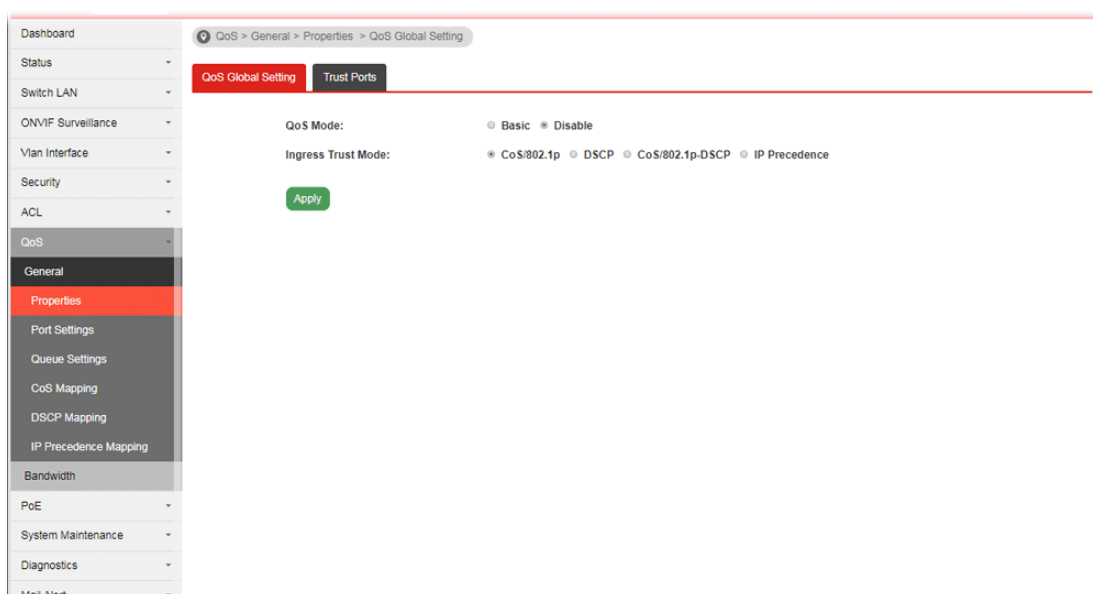 Dashboard
Status
Switch LAN
ONVIF Surveillance
Vlan Interface
Security
ACL
QoS
General
Properties
Port Settings
Queue Settings
CoS Mapping
DSCP Mapping
IP Precedence Mapping
Bandwidth
PoE
System Maintenance
Diagnostics
Mail Alert
QoS > General > Properties > QoS Global Setting
QoS Global Setting Trust Ports
QoS Mode: Basic Disable
Ingress Trust Mode: CoS/802.1p DSCP CoS/802.1p-DSCP IP Precedence
Apply